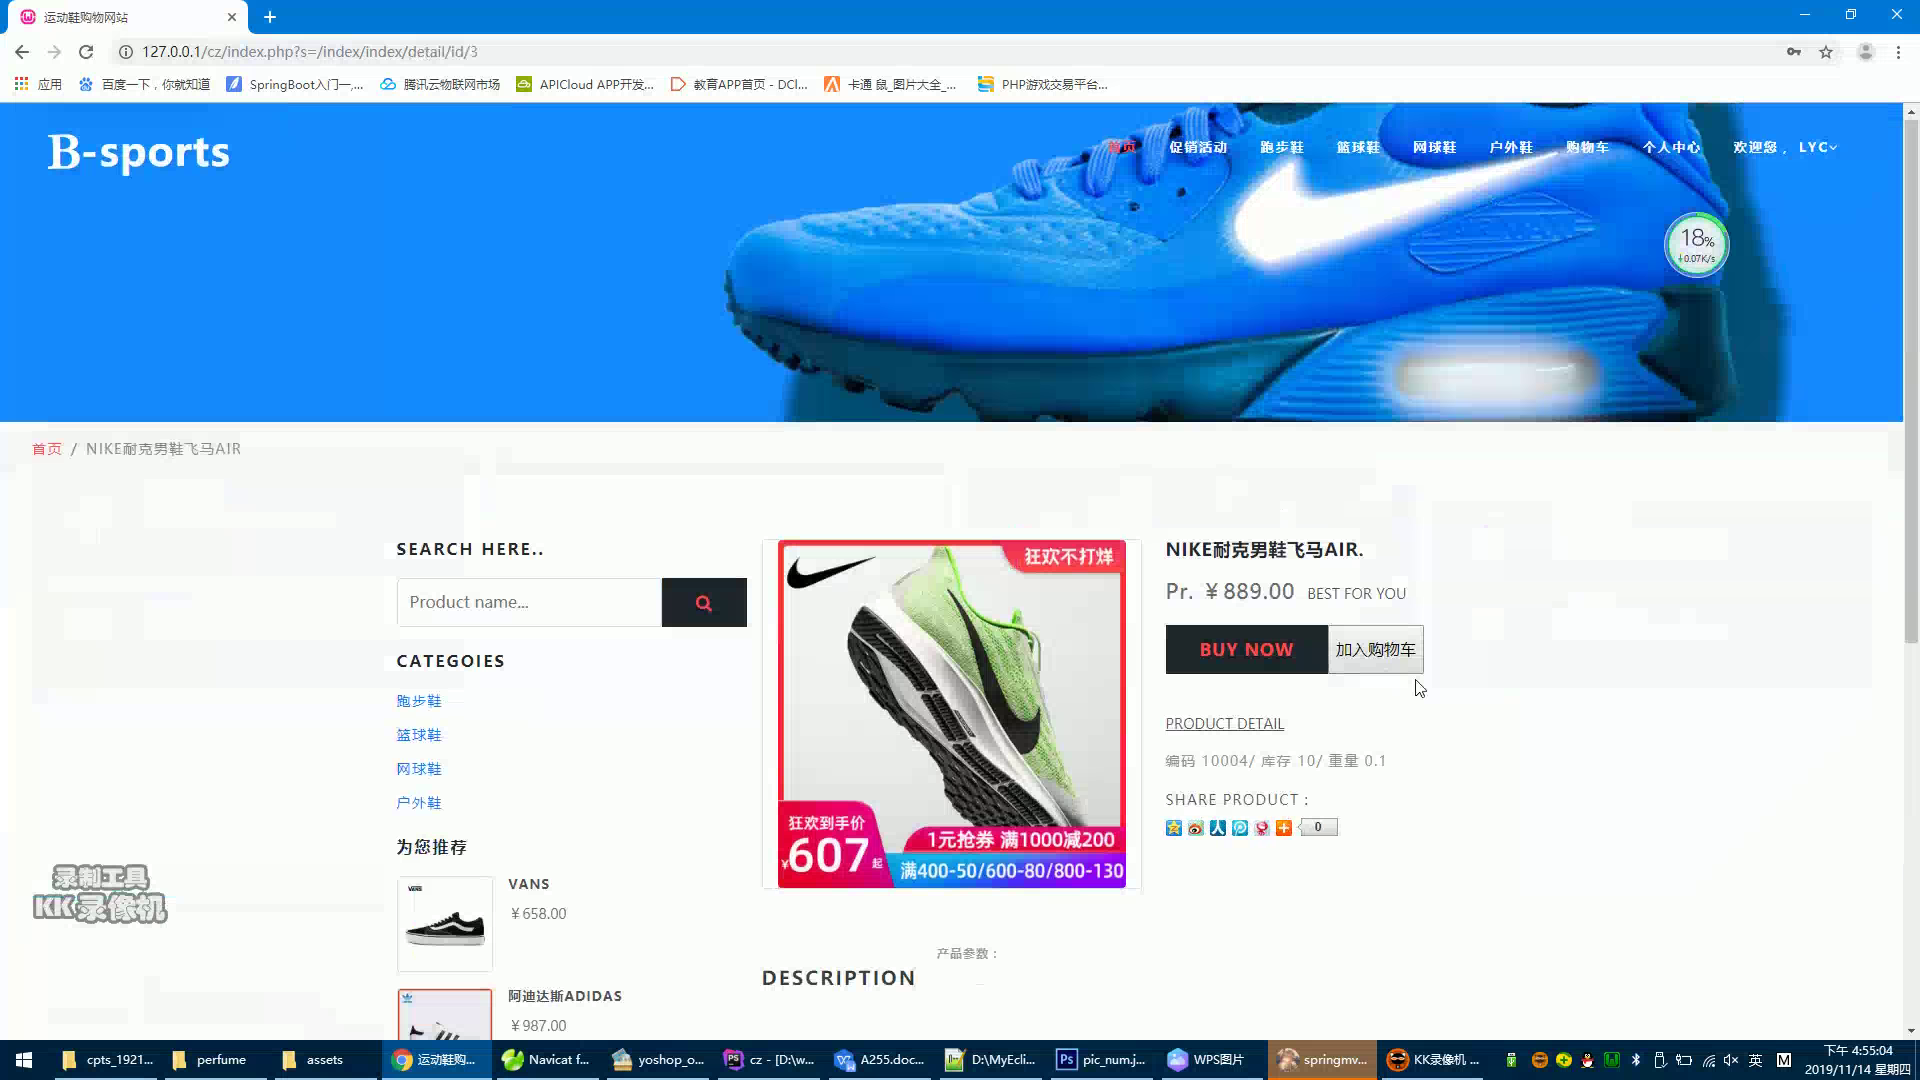 运动鞋购物网站
127.0.0.1/cz/index.php?s=/index/index/detail/id/3
应用 百度一下，你就知道 SpringBoot入门一,... 腾讯云物联网市场 APICloud APP开发... 教育APP首页 - DCl... 卡通 鼠_图片大全_... PHP游戏交易平台...
B-sports
首页 促销活动 跑步鞋 篮球鞋 网球鞋 户外鞋 购物车 个人中心 欢迎您， LYC
18%
+0.07K/s
首页 / NIKE耐克男鞋飞马AIR
SEARCH HERE..
Product name...
CATEGOIES
跑步鞋
篮球鞋
网球鞋
户外鞋
为您推荐
VANS
VANS
￥658.00
阿迪达斯ADIDAS
￥987.00
狂欢不打烊
狂欢到手价
¥607起
1元抢券 满1000减200
满400-50/600-80/800-130
NIKE耐克男鞋飞马AIR.
Pr. ￥889.00 BEST FOR YOU
BUY NOW 加入购物车
PRODUCT DETAIL
编码 10004/ 库存 10/ 重量 0.1
SHARE PRODUCT :
0
产品参数：
DESCRIPTION
录制工具
KK录像机
cpts_1921... perfume assets 运动鞋购... Navicat f... yoshop_o... cz - [D:\w... A255.doc... D:\MyEcli... pic_num.j... WPS图片 springmv... KK录像机 ... 英 M
下午 4:55:04
2019/11/14 星期四